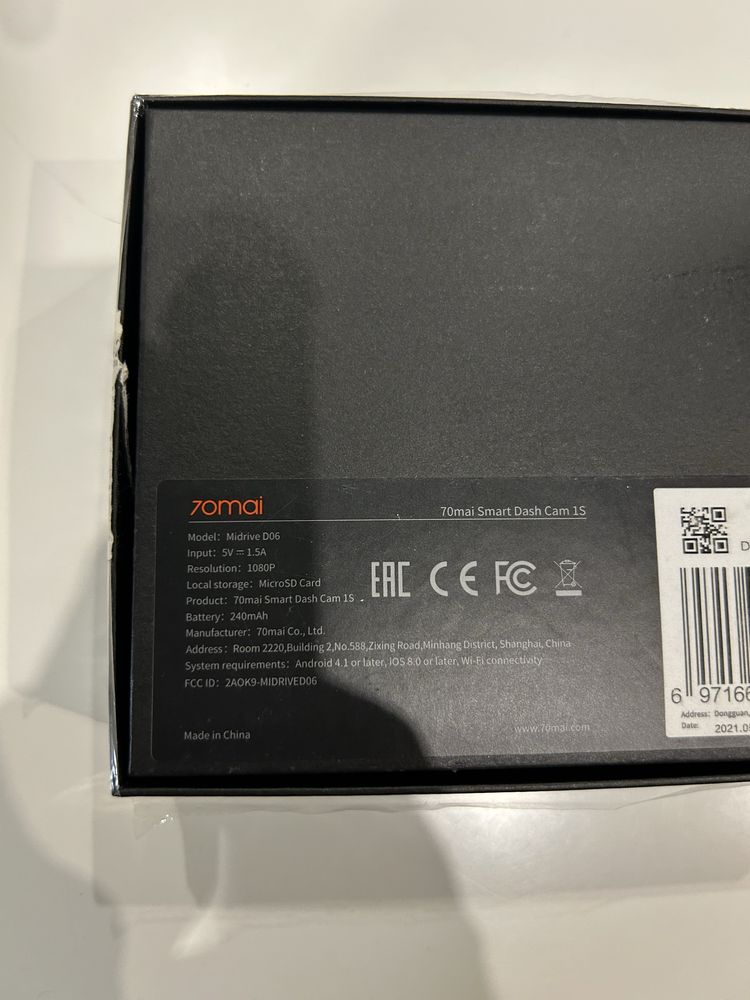 70mai
70mai Smart Dash Cam 1S
Model: Midrive D06
Input: 5V ⎓ 1.5A
Resolution: 1080P
Local storage: MicroSD Card
Product: 70mai Smart Dash Cam 1S
Battery: 240mAh
Manufacturer: 70mai Co., Ltd.
Address: Room 2220,Building 2,No.588,Zixing Road,Minhang District, Shanghai, China
System requirements: Android 4.1 or later, iOS 8.0 or later, Wi-Fi connectivity
FCC ID: 2AOK9-MIDRIVED06
EAC CE FC
Made in China
www.70mai.com
D
6 97166
Address: Dongguan,
Date: 2021.0